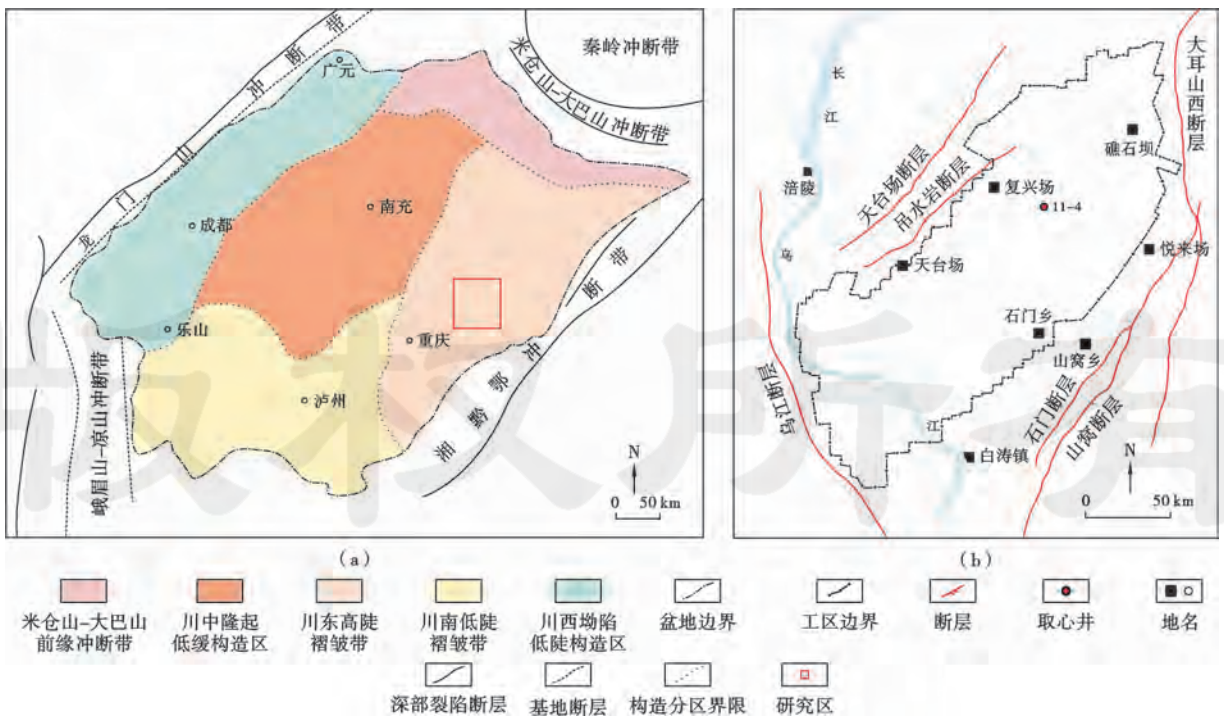 秦岭冲断带
米仓山-大巴山冲断带
龙门山冲断带
广元
成都
南充
乐山
重庆
泸州
峨眉山-凉山冲断带
湘黔鄂冲断带
N
0 50 km
(a)
长江
涪陵
乌江
天台场断层
吊水岩断层
大耳山西断层
礁石坝
复兴场
11-4
悦来场
天台场
石门乡
山窝乡
乌江断层
石门断层
山窝断层
白涛镇
N
0 50 km
(b)
版权所有
米仓山-大巴山
前缘冲断带
川中隆起
低缓构造区
川东高陡
褶皱带
川南低陡
褶皱带
川西坳陷
低陡构造区
盆地边界
工区边界
断层
取心井
地名
深部裂陷断层
基地断层
构造分区界限
研究区